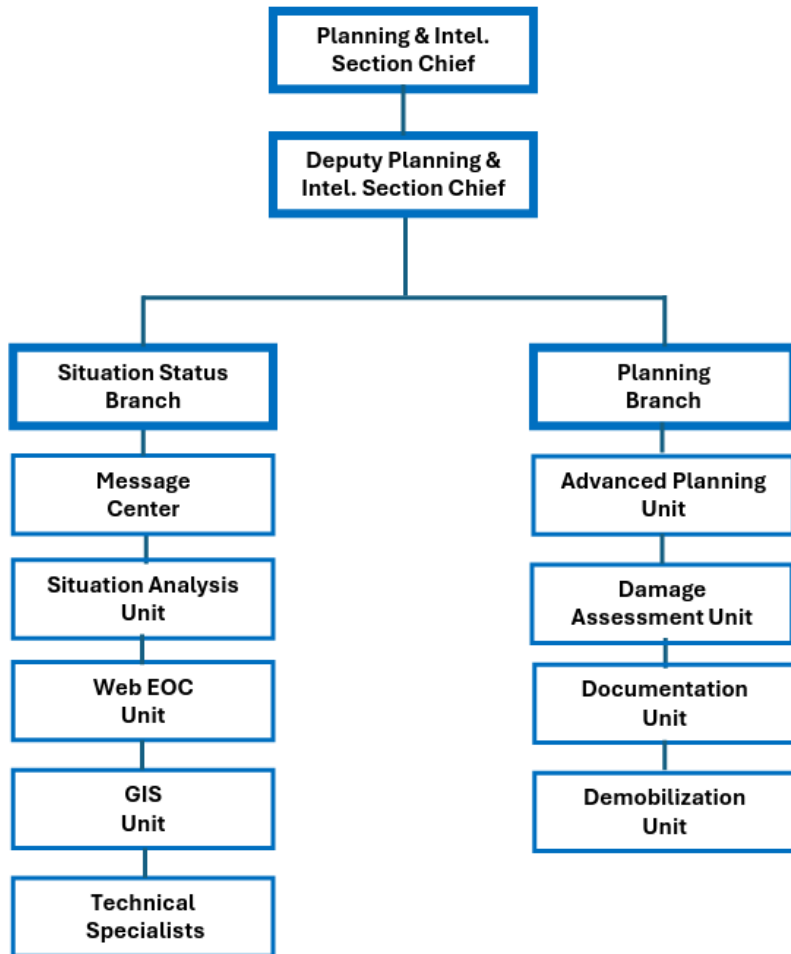 Planning & Intel.
Section Chief
Deputy Planning &
Intel. Section Chief
Situation Status
Branch
Message
Center
Situation Analysis
Unit
Web EOC
Unit
GIS
Unit
Technical
Specialists
Planning
Branch
Advanced Planning
Unit
Damage
Assessment Unit
Documentation
Unit
Demobilization
Unit